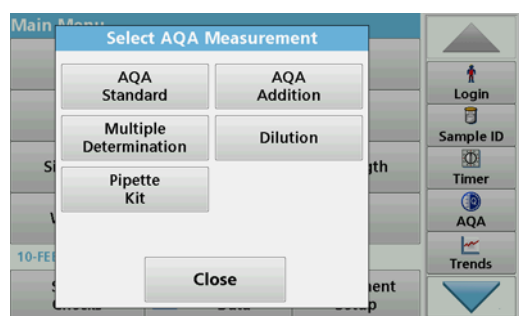 Main Menu
Select AQA Measurement
AQA
Standard
AQA
Addition
Multiple
Determination
Dilution
Pipette
Kit
Close
10-FEB
Login
Sample ID
Timer
AQA
Trends